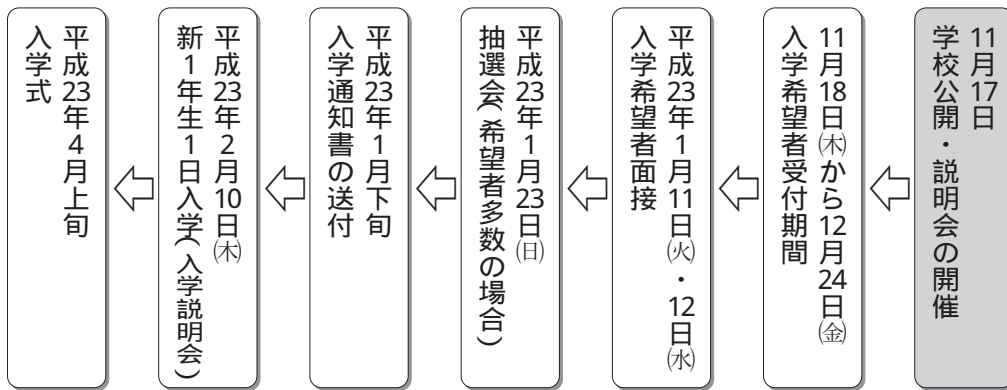 11月17日
学校公開・説明会の開催
11月18日㈭から12月24日㈮
入学希望者受付期間
平成23年1月11日㈫・12日㈬
入学希望者面接
平成23年1月23日㈰
抽選会(希望者多数の場合)
平成23年1月下旬
入学通知書の送付
平成23年2月10日㈭
新1年生1日入学(入学説明会)
平成23年4月上旬
入学式